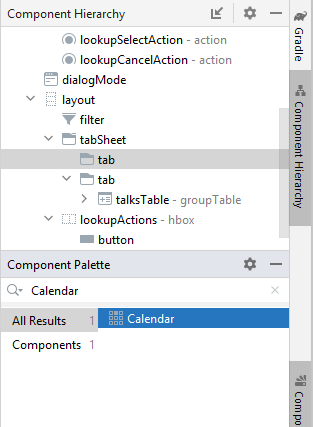 Component Hierarchy
lookupSelectAction - action
lookupCancelAction - action
dialogMode
layout
filter
tabSheet
tab
tab
talksTable - groupTable
lookupActions - hbox
button
Component Palette
Calendar
All Results 1
Calendar
Components 1
Gradle
Component Hierarchy
Compo